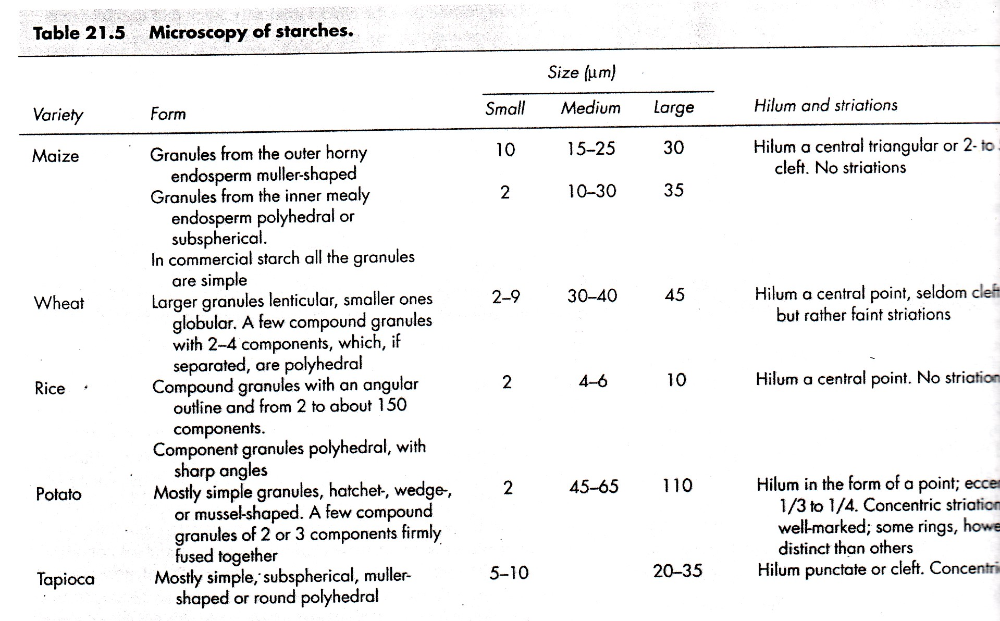 Table 21.5 Microscopy of starches.
Size (µm)
Variety Form Small Medium Large Hilum and striations
Maize Granules from the outer horny 10 15–25 30 Hilum a central triangular or 2- to
endosperm muller-shaped cleft. No striations
Granules from the inner mealy 2 10–30 35
endosperm polyhedral or
subspherical.
In commercial starch all the granules
are simple
Wheat Larger granules lenticular, smaller ones 2–9 30–40 45 Hilum a central point, seldom cleft
globular. A few compound granules but rather faint striations
with 2–4 components, which, if
separated, are polyhedral
Rice Compound granules with an angular 2 4–6 10 Hilum a central point. No striation
outline and from 2 to about 150
components.
Component granules polyhedral, with
sharp angles
Potato Mostly simple granules, hatchet-, wedge-, 2 45–65 110 Hilum in the form of a point;
or mussel-shaped. A few compound 1/3 to 1/4. Concentric striation
granules of 2 or 3 components firmly well-marked; some rings,
fused together distinct than others
Tapioca Mostly simple, subspherical, muller- 5–10 20–35 Hilum punctate or cleft. Concentri
shaped or round polyhedral